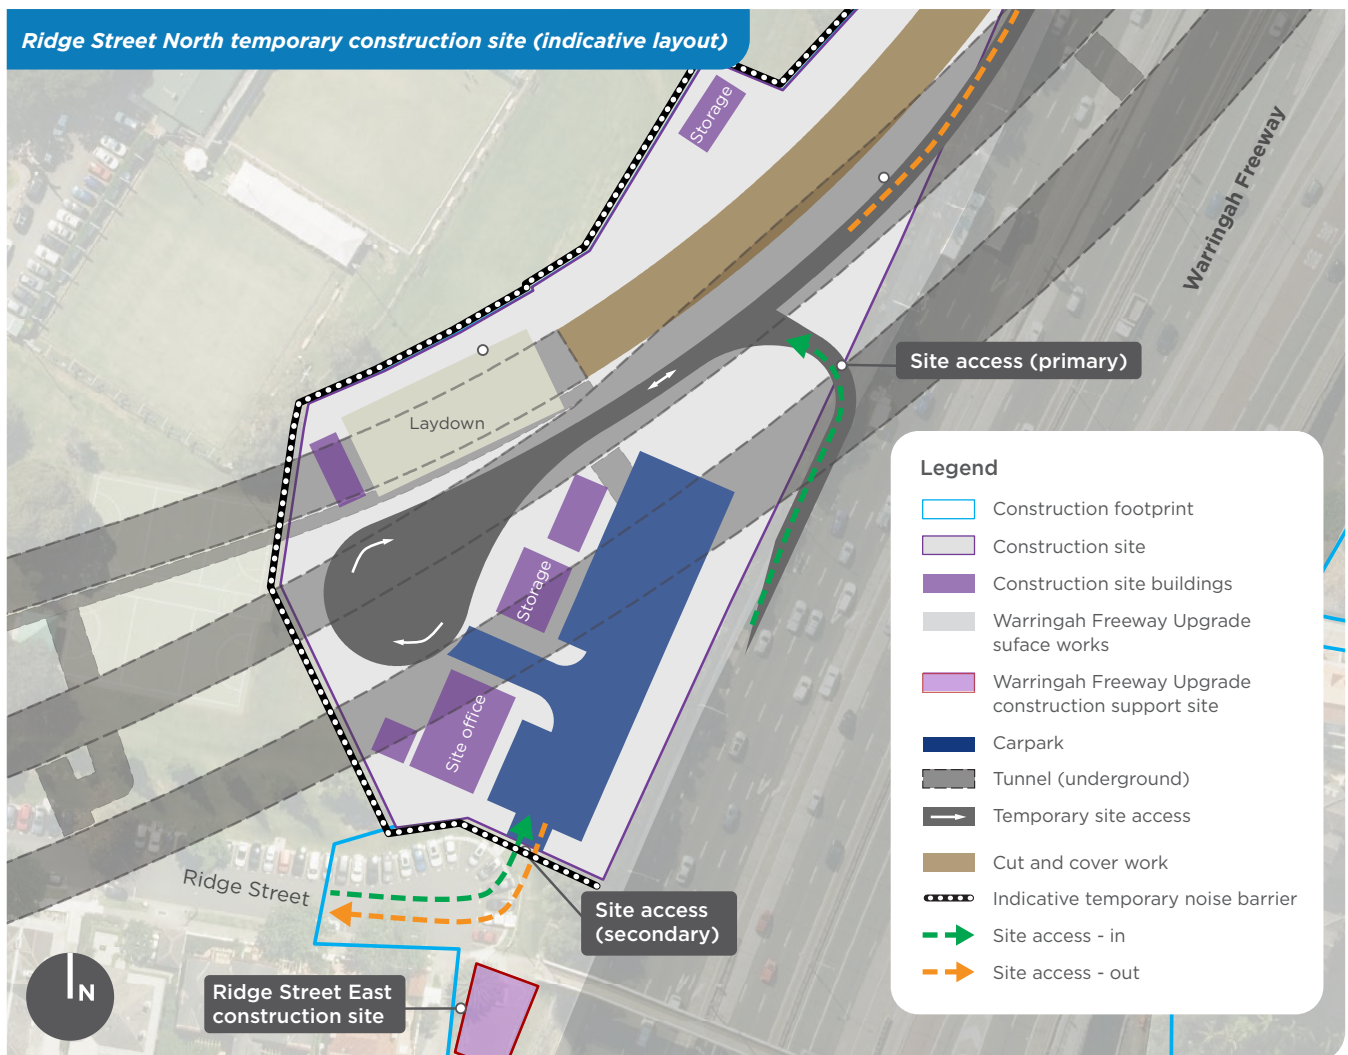 Ridge Street North temporary construction site (indicative layout)
Storage
Warringah Freeway
Site access (primary)
Laydown
Storage
Site office
Ridge Street
Site access
(secondary)
Ridge Street East
construction site
N
Legend
Construction footprint
Construction site
Construction site buildings
Warringah Freeway Upgrade
suface works
Warringah Freeway Upgrade
construction support site
Carpark
Tunnel (underground)
Temporary site access
Cut and cover work
Indicative temporary noise barrier
Site access - in
Site access - out